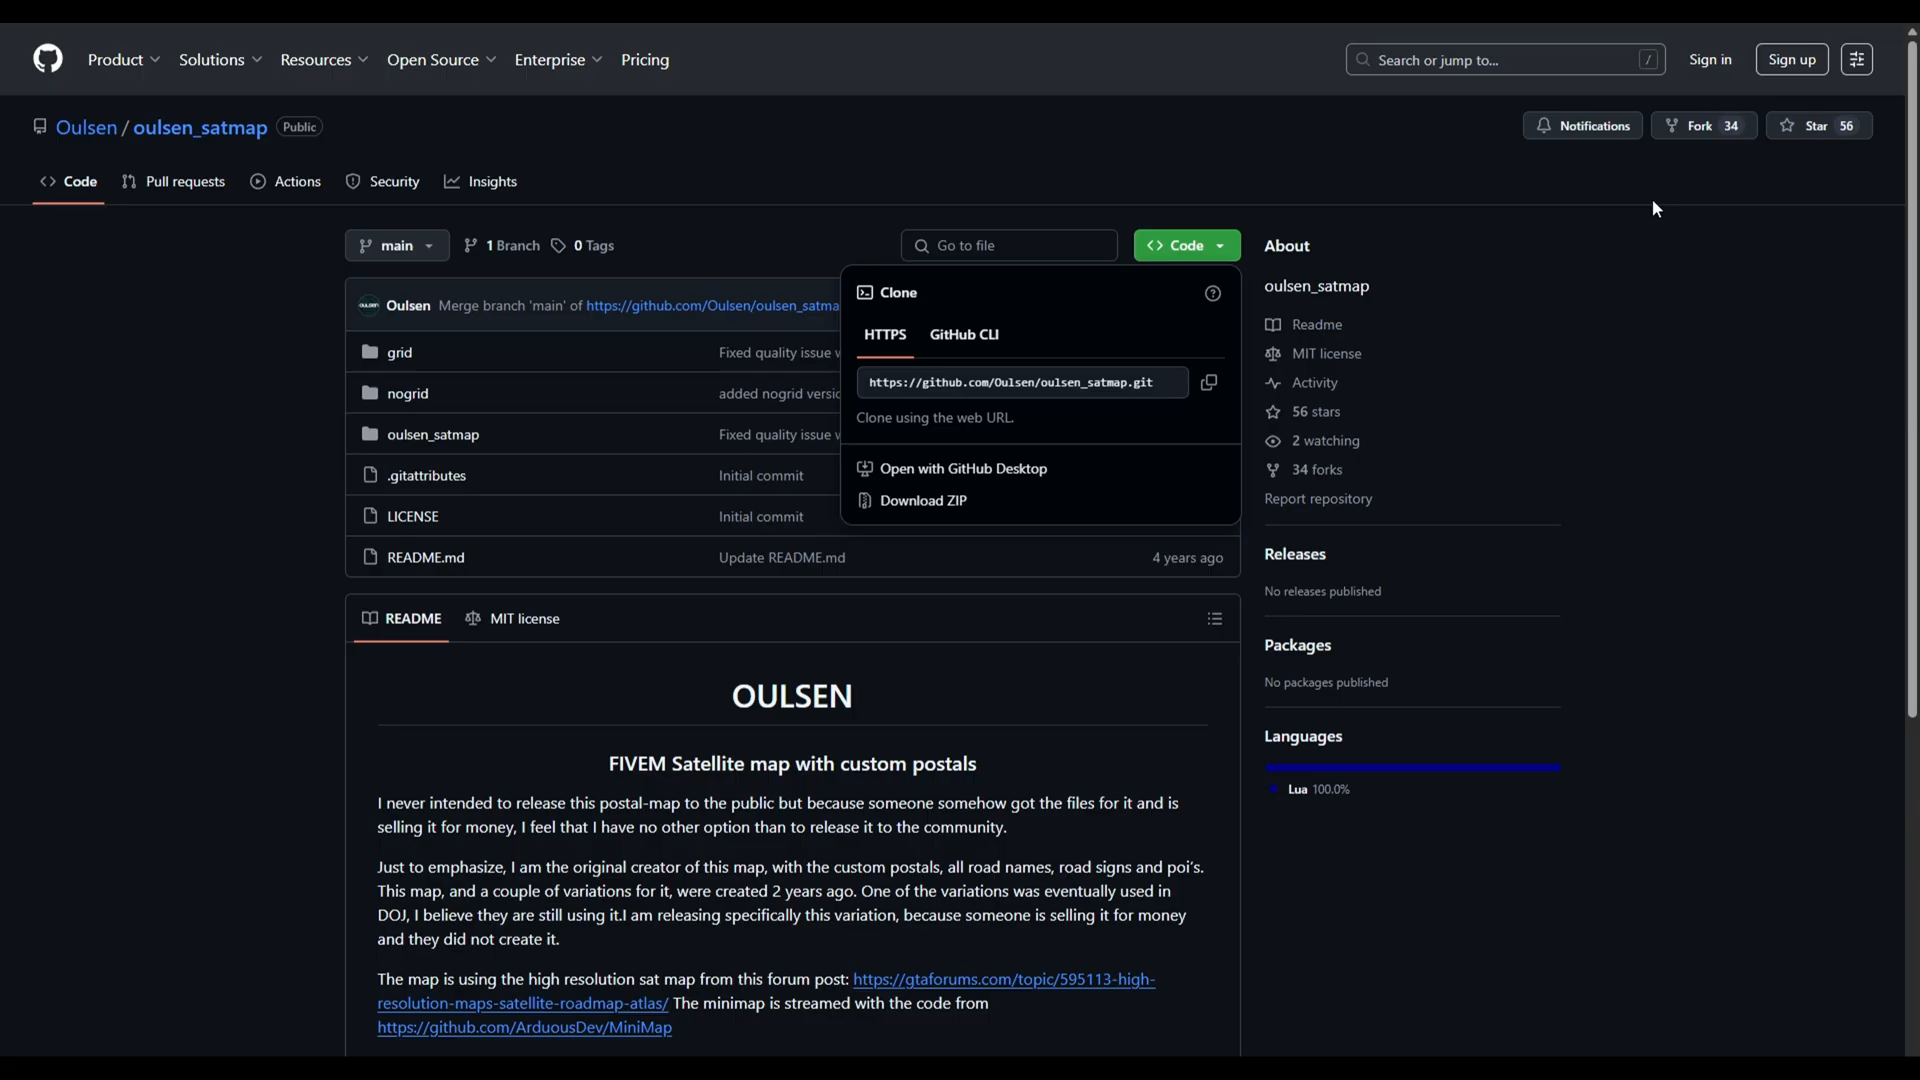 Product Solutions Resources Open Source Enterprise Pricing Search or jump to... / Sign in Sign up
Oulsen / oulsen_satmap Public Notifications Fork 34 Star 56
Code Pull requests Actions Security Insights
main 1 Branch 0 Tags Go to file Code
Oulsen Merge branch 'main' of https://github.com/Oulsen/oulsen_satma
grid Fixed quality issue
nogrid added nogrid versic
oulsen_satmap Fixed quality issue
.gitattributes Initial commit
LICENSE Initial commit
README.md Update README.md 4 years ago
Clone
HTTPS GitHub CLI
https://github.com/Oulsen/oulsen_satmap.git
Clone using the web URL.
Open with GitHub Desktop
Download ZIP
README MIT license
OULSEN
FIVEM Satellite map with custom postals
I never intended to release this postal-map to the public but because someone somehow got the files for it and is
selling it for money, I feel that I have no other option than to release it to the community.
Just to emphasize, I am the original creator of this map, with the custom postals, all road names, road signs and poi's.
This map, and a couple of variations for it, were created 2 years ago. One of the variations was eventually used in
DOJ, I believe they are still using it.I am releasing specifically this variation, because someone is selling it for money
and they did not create it.
The map is using the high resolution sat map from this forum post: https://gtaforums.com/topic/595113-high-
resolution-maps-satellite-roadmap-atlas/ The minimap is streamed with the code from
https://github.com/ArduousDev/MiniMap
About
oulsen_satmap
Readme
MIT license
Activity
56 stars
2 watching
34 forks
Report repository
Releases
No releases published
Packages
No packages published
Languages
Lua 100.0%